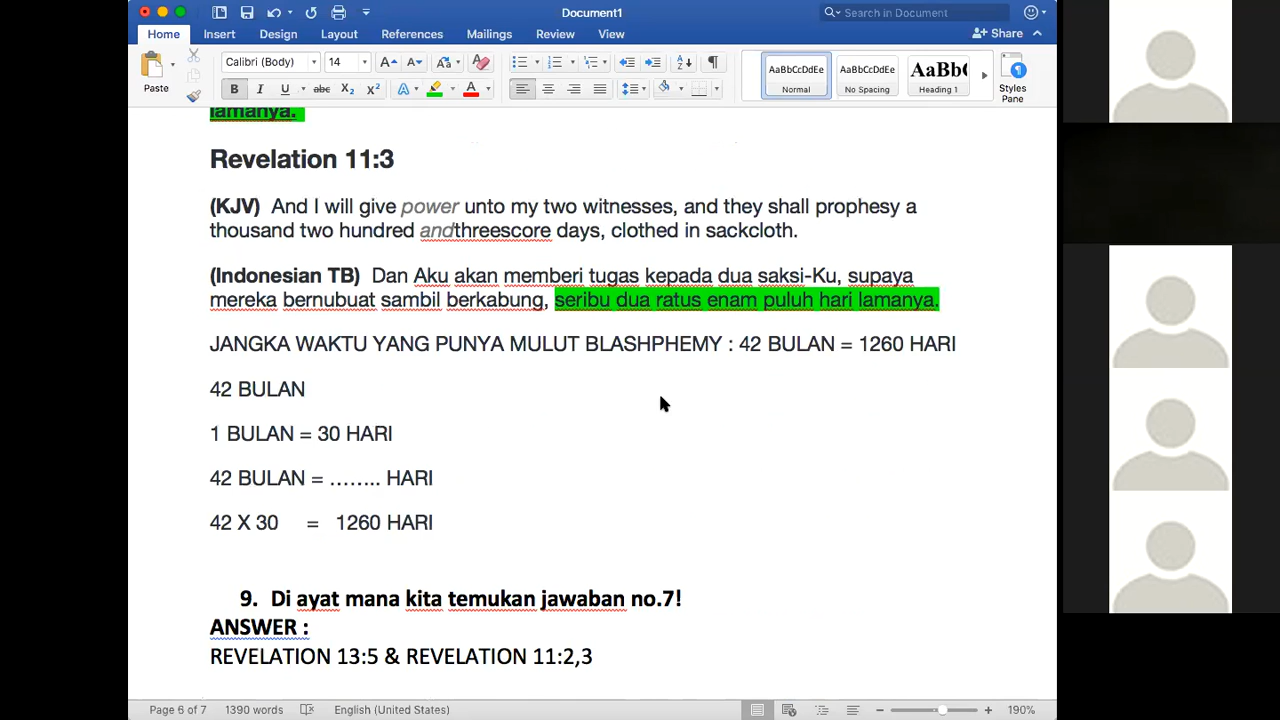 Document1
Search in Document
Home Insert Design Layout References Mailings Review View
Share
Paste
Calibri (Body) 14
AaBbCcDdEe AaBbCcDdEe AaBb(
Normal No Spacing Heading 1
Styles Pane
B I U abc X2 X2 A A
lamanya.
Revelation 11:3
(KJV) And I will give power unto my two witnesses, and they shall prophesy a
thousand two hundred andthreescore days, clothed in sackcloth.
(Indonesian TB) Dan Aku akan memberi tugas kepada dua saksi-Ku, supaya
mereka bernubuat sambil berkabung, seribu dua ratus enam puluh hari lamanya.
JANGKA WAKTU YANG PUNYA MULUT BLASHPHEMY : 42 BULAN = 1260 HARI
42 BULAN
1 BULAN = 30 HARI
42 BULAN = …….. HARI
42 X 30 = 1260 HARI
9. Di ayat mana kita temukan jawaban no.7!
ANSWER :
REVELATION 13:5 & REVELATION 11:2,3
Page 6 of 7 1390 words English (United States) 190%